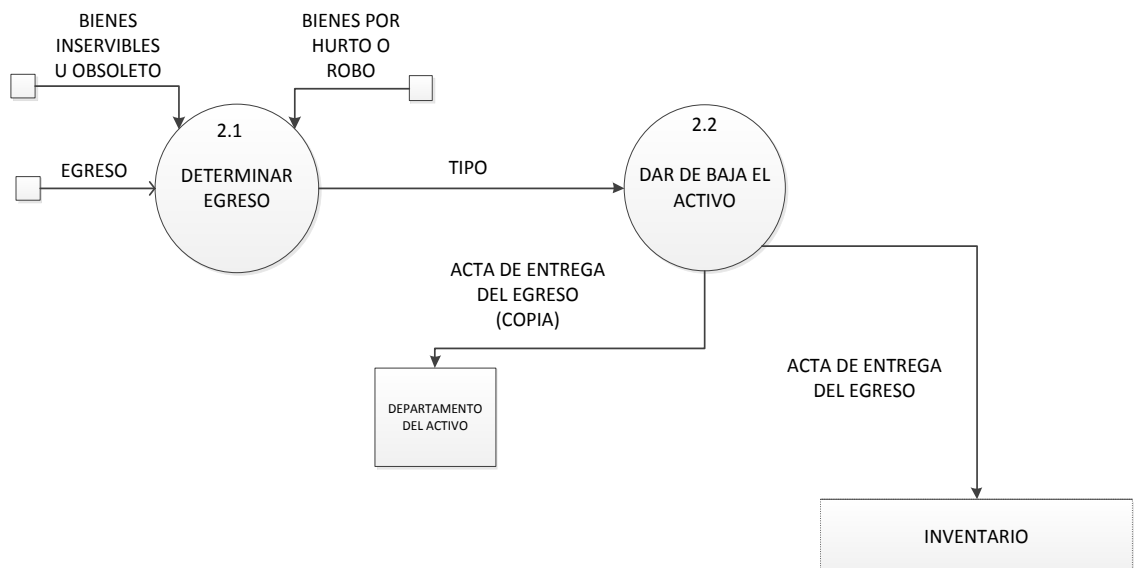 BIENES
INSERVIBLES
U OBSOLETO
BIENES POR
HURTO O
ROBO
2.1
DETERMINAR
EGRESO
EGRESO
TIPO
2.2
DAR DE BAJA EL
ACTIVO
ACTA DE ENTREGA
DEL EGRESO
(COPIA)
DEPARTAMENTO
DEL ACTIVO
ACTA DE ENTREGA
DEL EGRESO
INVENTARIO